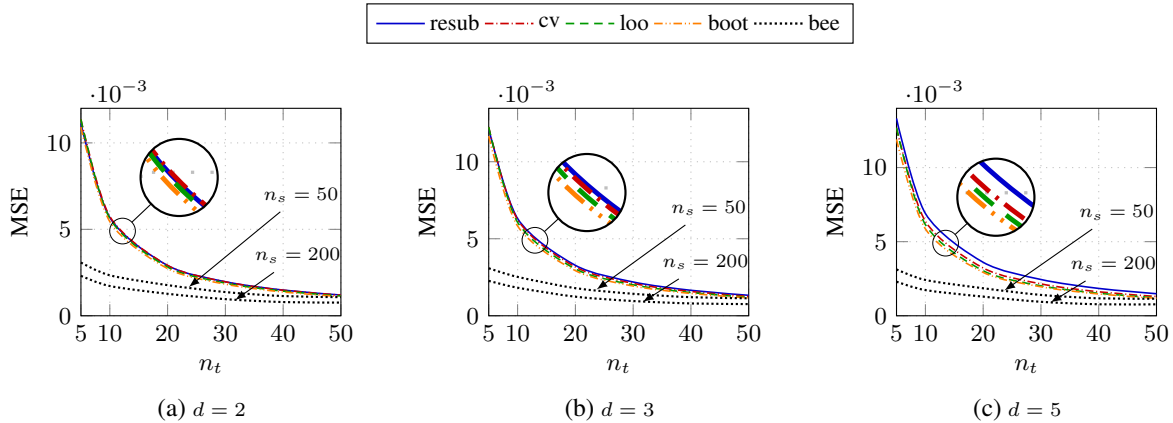 resub cv loo boot bee
·10⁻³ ·10⁻³ ·10⁻³
MSE MSE MSE
10 10 10
5 5 5
0 0 0
n_s = 50 n_s = 50 n_s = 50
n_s = 200 n_s = 200 n_s = 200
5 10 20 30 40 50 5 10 20 30 40 50 5 10 20 30 40 50
n_t n_t n_t
(a) d = 2 (b) d = 3 (c) d = 5